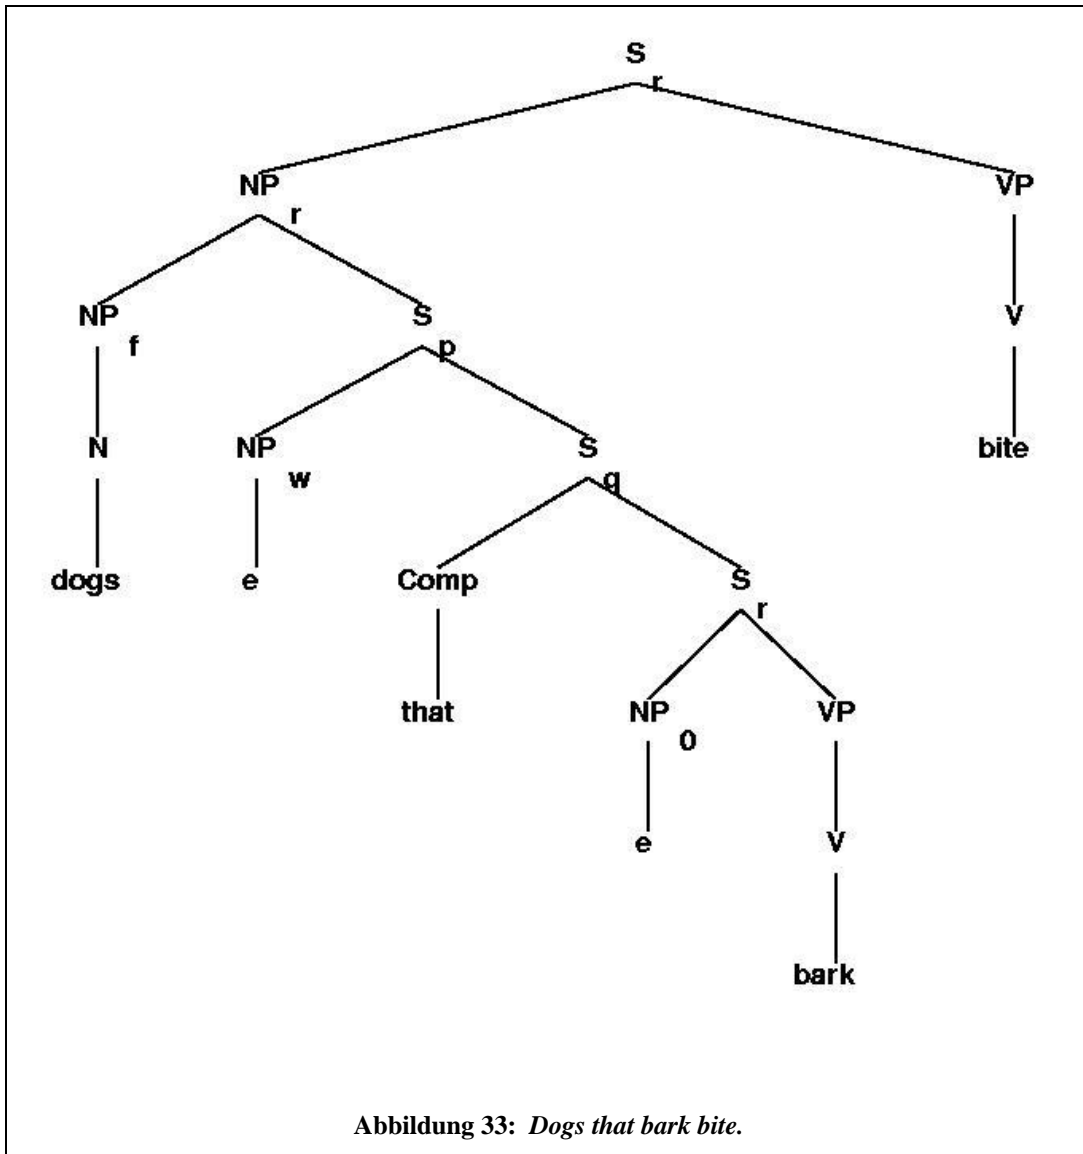 S
r
NP VP
r
NP S V
f p
N NP S bite
w q
dogs e Comp S
r
that NP VP
0
e V
bark
Abbildung 33: Dogs that bark bite.